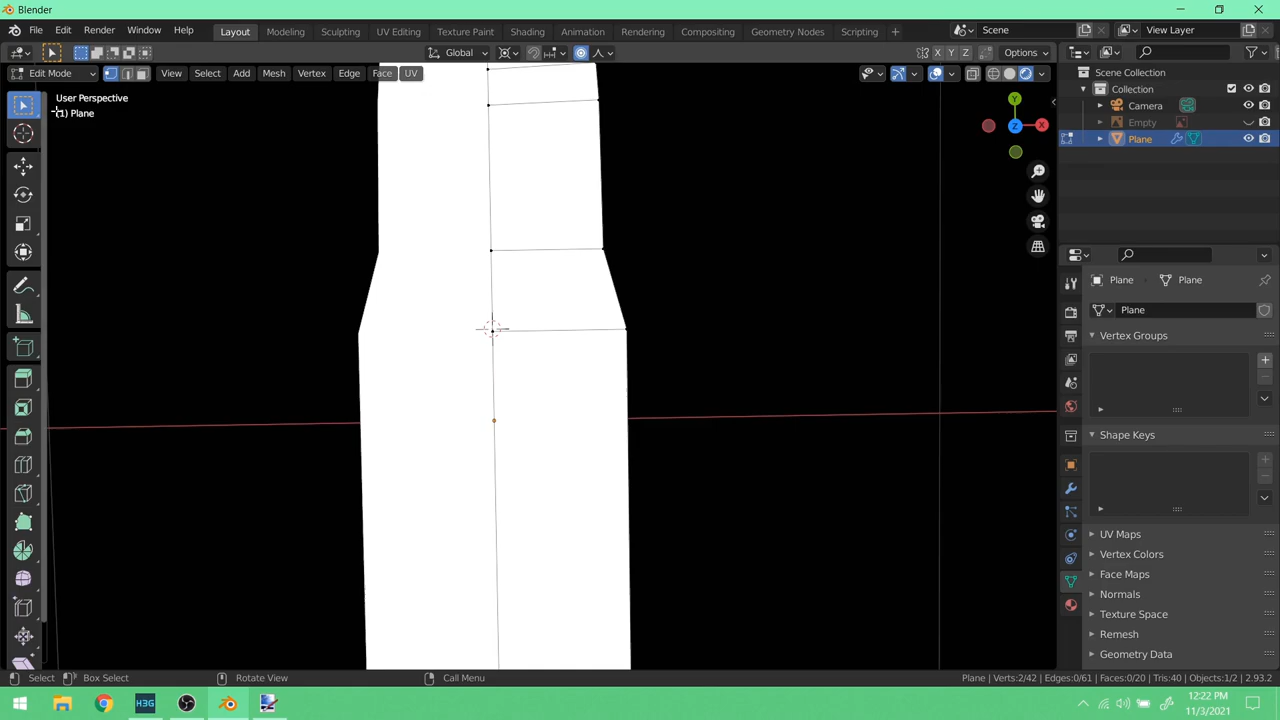 Blender
File Edit Render Window Help Layout Modeling Sculpting UV Editing Texture Paint Shading Animation Rendering Compositing Geometry Nodes Scripting + Scene View Layer
Global X Y Z Options
Edit Mode View Select Add Mesh Vertex Edge Face UV
User Perspective
(1) Plane
Y
Z X
Scene Collection
Collection
Camera
Empty
Plane
Plane Plane
Plane
Vertex Groups
Shape Keys
UV Maps
Vertex Colors
Face Maps
Normals
Texture Space
Remesh
Geometry Data
Select Box Select Rotate View Call Menu Plane | Verts:2/42 | Edges:0/61 | Faces:0/20 | Tris:40 | Objects:1/2 | 2.93.2
H3G
12:22 PM
11/3/2021